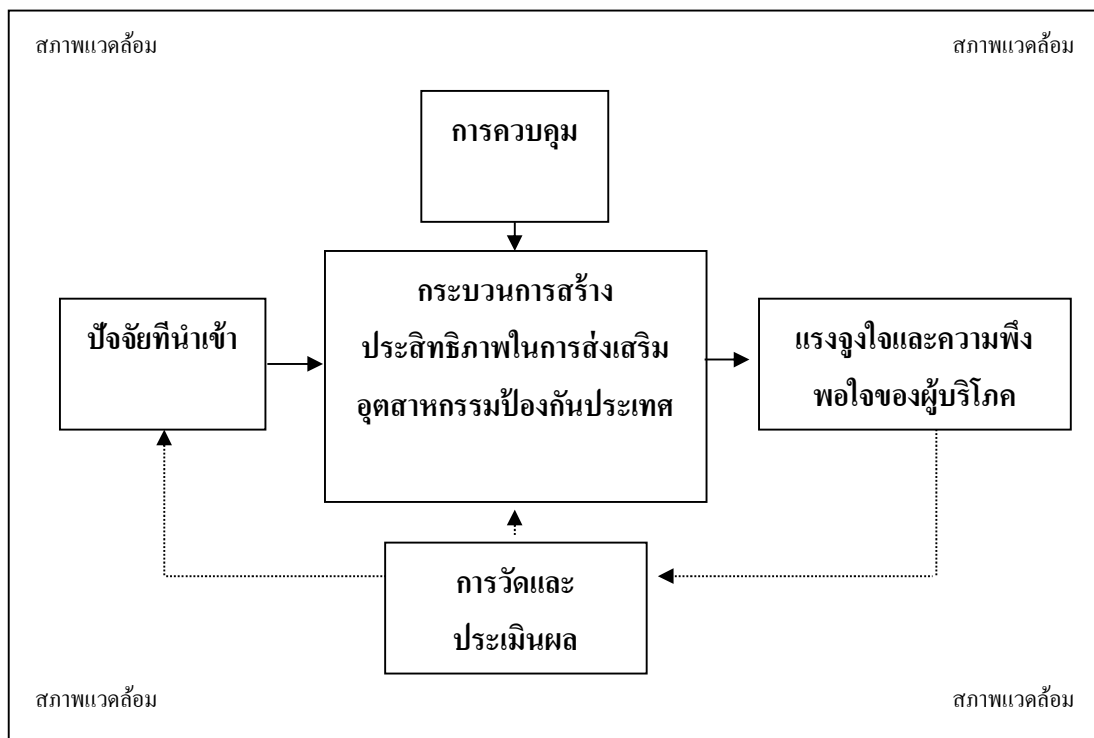 สภาพแวดล้อม
สภาพแวดล้อม
การควบคุม
กระบวนการสร้าง
ประสิทธิภาพในการส่งเสริม
อุตสาหกรรมป้องกันประเทศ
ปัจจัยที่นำเข้า
แรงจูงใจและความพึง
พอใจของผู้บริโภค
การวัดและ
ประเมินผล
สภาพแวดล้อม
สภาพแวดล้อม